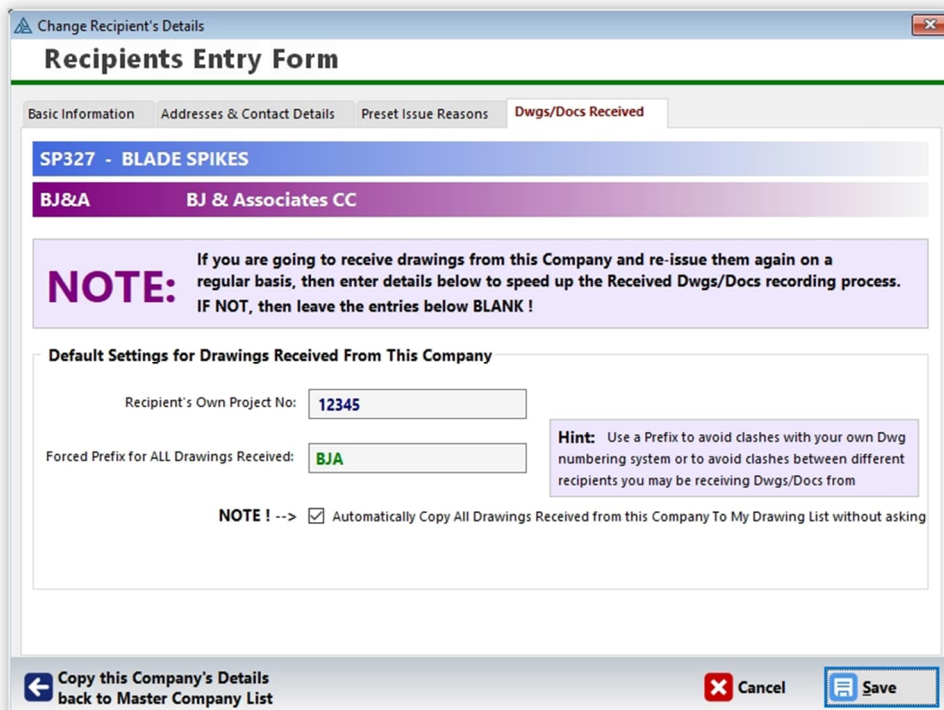 Change Recipient's Details
Recipients Entry Form
Basic Information
Addresses & Contact Details
Preset Issue Reasons
Dwgs/Docs Received
SP327 - BLADE SPIKES
BJ&A BJ & Associates CC
NOTE:
If you are going to receive drawings from this Company and re-issue them again on a
regular basis, then enter details below to speed up the Received Dwgs/Docs recording process.
IF NOT, then leave the entries below BLANK !
Default Settings for Drawings Received From This Company
Recipient's Own Project No: 12345
Forced Prefix for ALL Drawings Received: BJA
Hint: Use a Prefix to avoid clashes with your own Dwg
numbering system or to avoid clashes between different
recipients you may be receiving Dwgs/Docs from
NOTE ! --> Automatically Copy All Drawings Received from this Company To My Drawing List without asking
Copy this Company's Details
back to Master Company List
Cancel
Save